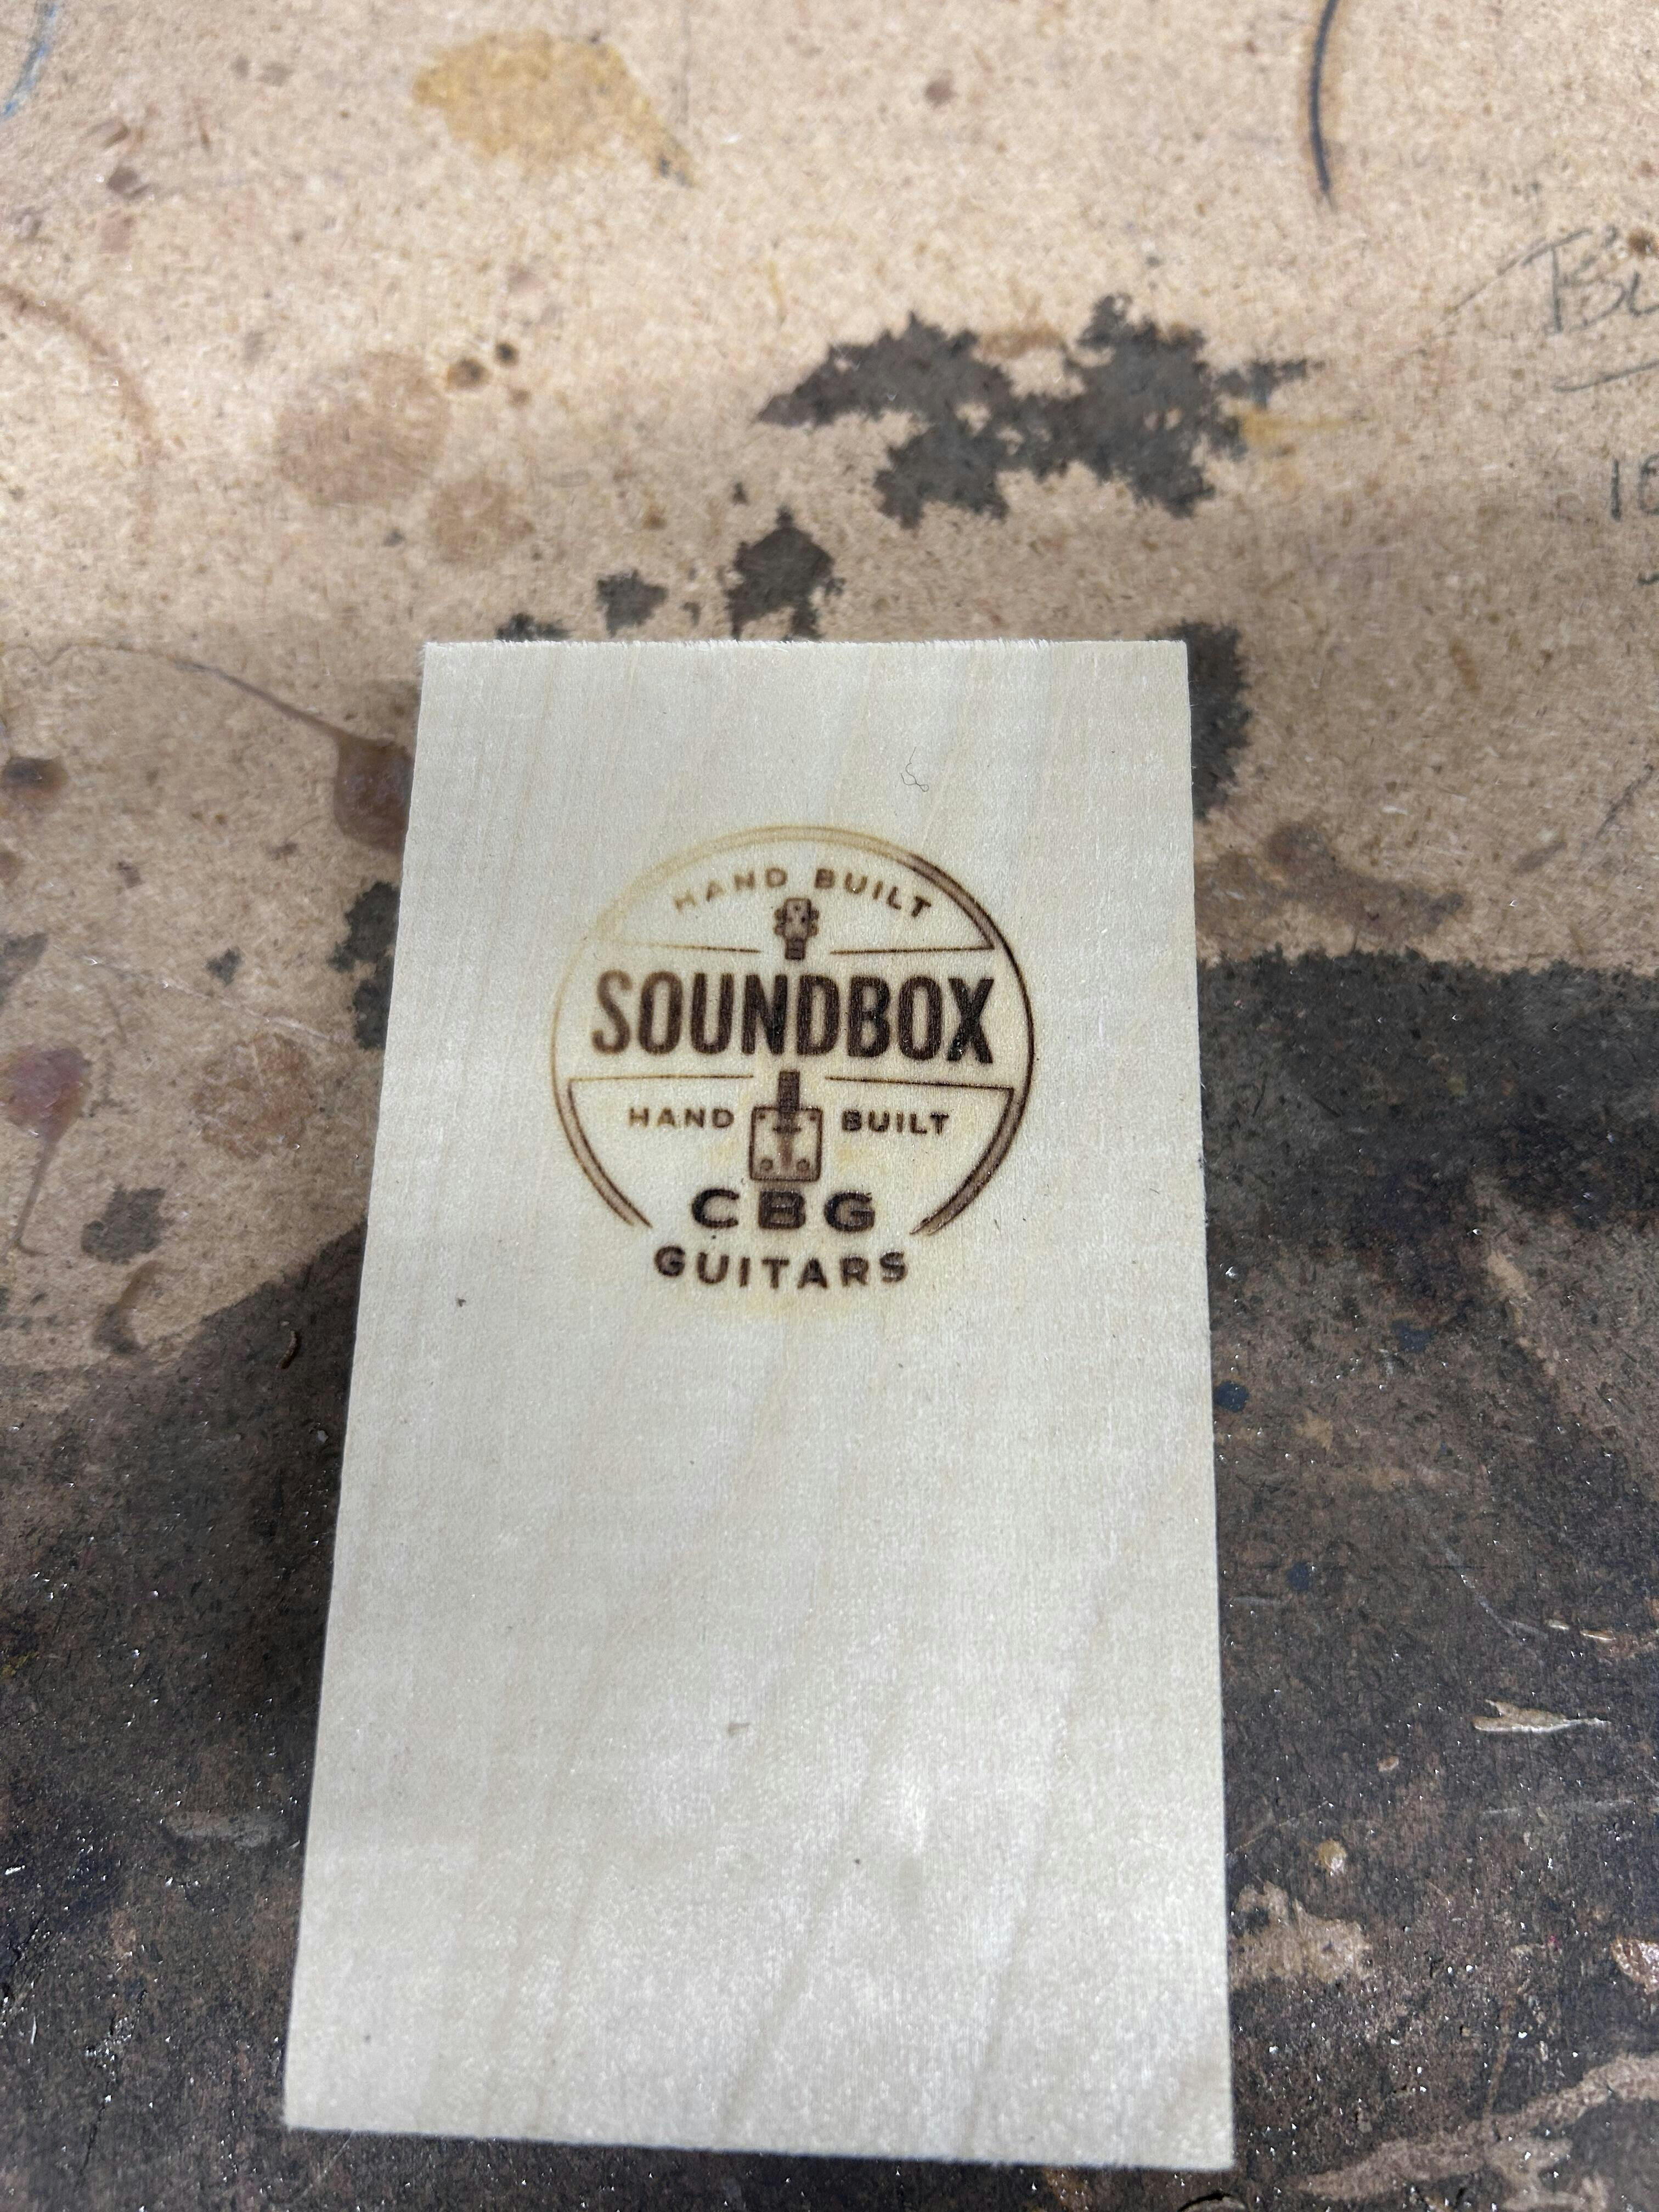 HAND BUILT
SOUNDBOX
HAND BUILT
CBG
GUITARS